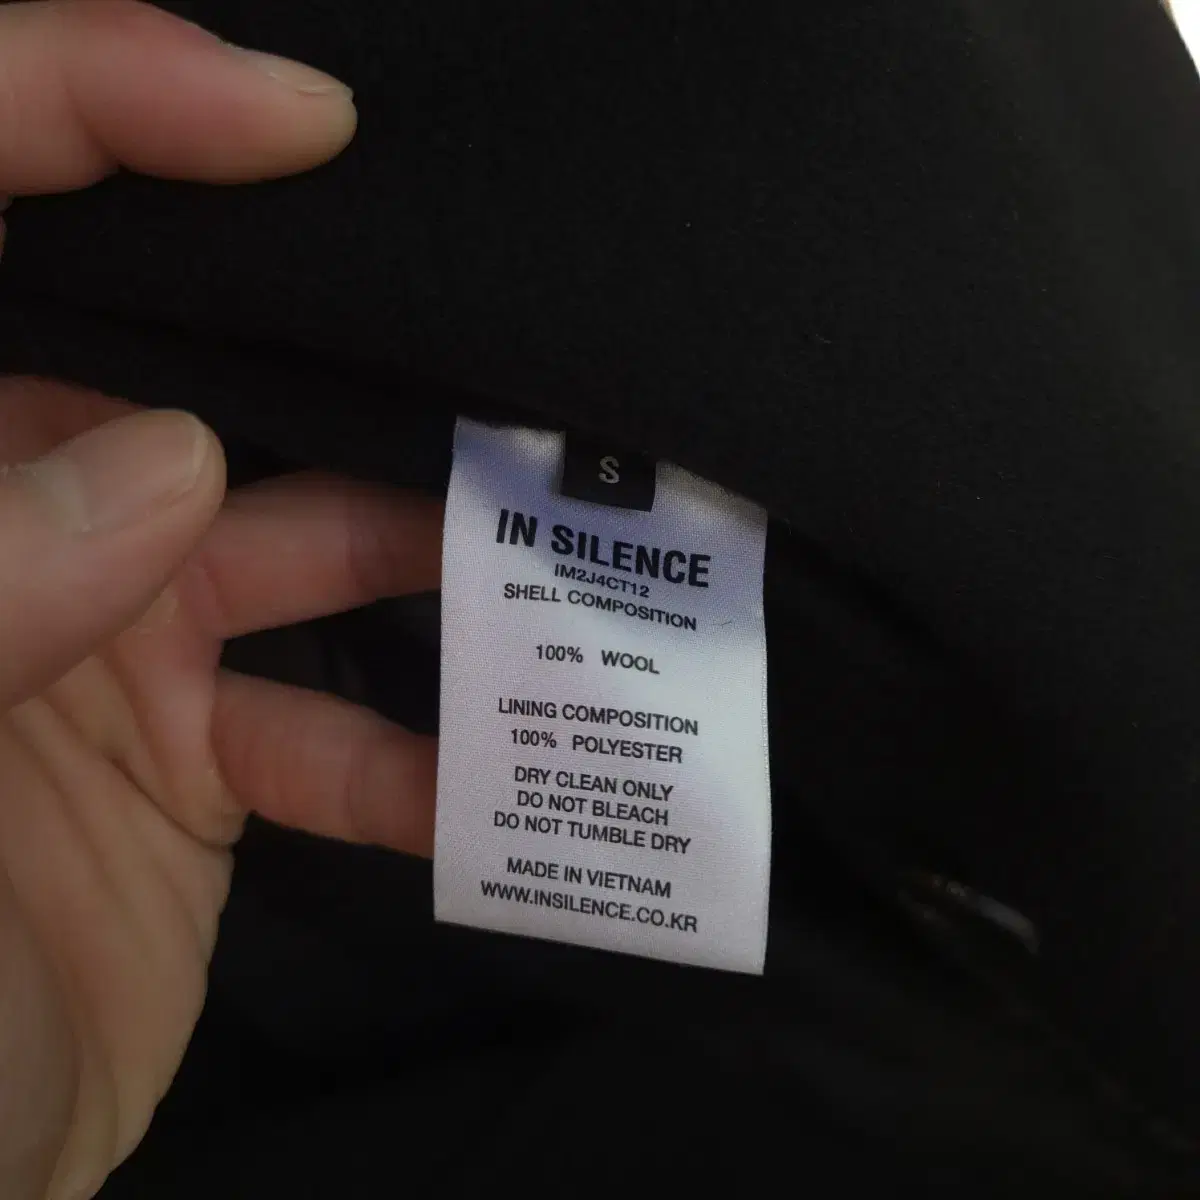 S
IN SILENCE
IM2J4CT12
SHELL COMPOSITION
100% WOOL
LINING COMPOSITION
100% POLYESTER
DRY CLEAN ONLY
DO NOT BLEACH
DO NOT TUMBLE DRY
MADE IN VIETNAM
WWW.INSILENCE.CO.KR